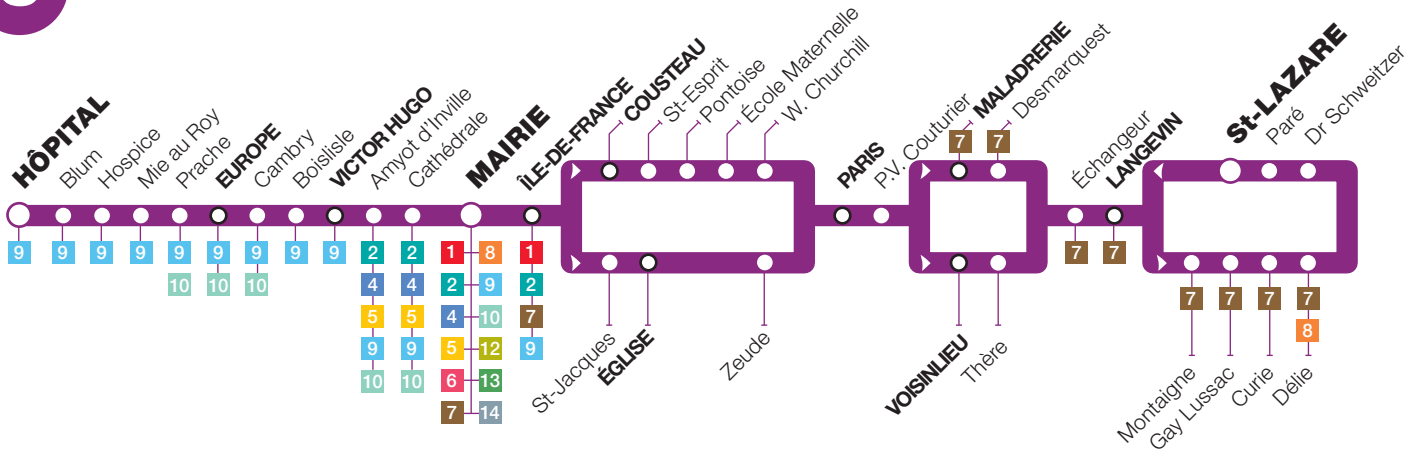 HÔPITAL
9
Blum
9
Hospice
9
Mie au Roy
9
Prache
9
10
EUROPE
9
10
Cambry
9
10
Boislisle
9
VICTOR HUGO
9
Amyot d'Inville
2
4
5
9
10
Cathédrale
2
4
5
9
10
MAIRIE
1 8
2 9
4 10
5 12
6 13
7 14
ÎLE-DE-FRANCE
1
2
7
9
COUSTEAU
St-Esprit
Pontoise
École Maternelle
W. Churchill
St-Jacques
ÉGLISE
Zeude
PARIS
P.V. Couturier
MALADRERIE
7
Desmarquest
7
VOISINLIEU
Thère
Échangeur
7
LANGEVIN
7
St-LAZARE
Paré
Dr Schweitzer
7
Montaigne
7
Gay Lussac
7
Curie
7
8
Délie